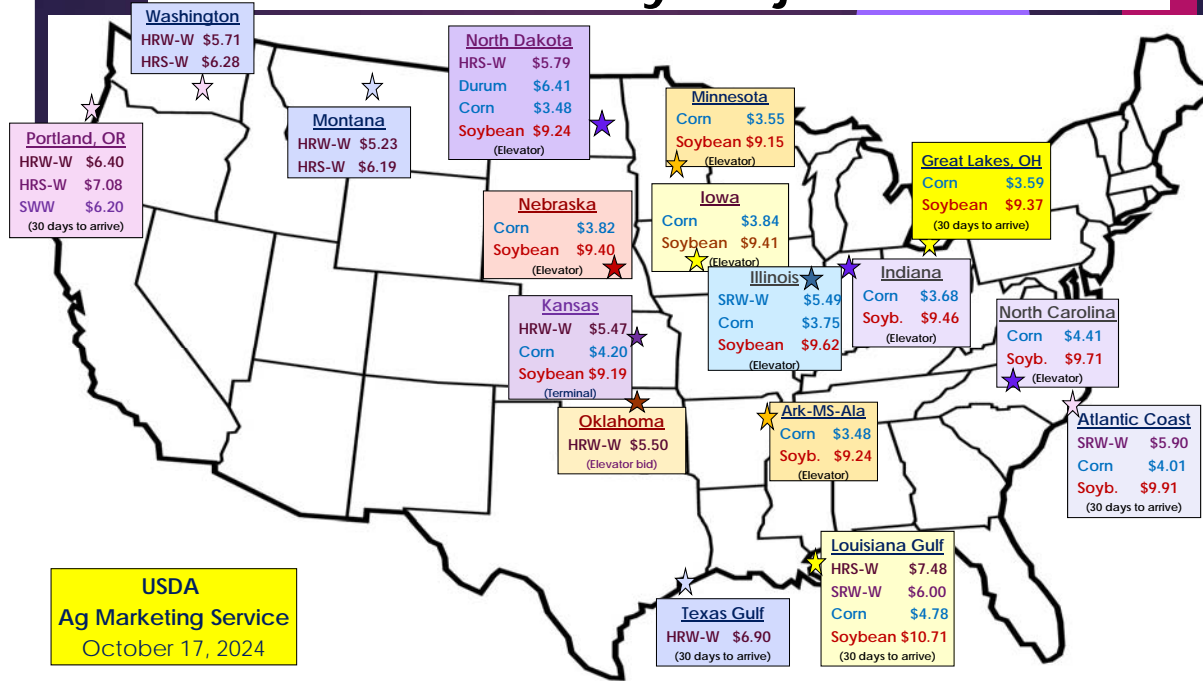 Washington
HRW-W $5.71
HRS-W $6.28
North Dakota
HRS-W $5.79
Durum $6.41
Corn $3.48
Soybean $9.24
(Elevator)
Minnesota
Corn $3.55
Soybean $9.15
(Elevator)
Montana
HRW-W $5.23
HRS-W $6.19
Portland, OR
HRW-W $6.40
HRS-W $7.08
SWW $6.20
(30 days to arrive)
Great Lakes, OH
Corn $3.59
Soybean $9.37
(30 days to arrive)
Nebraska
Corn $3.82
Soybean $9.40
(Elevator)
Iowa
Corn $3.84
Soybean $9.41
(Elevator)
Illinois
SRW-W $5.49
Corn $3.75
Soybean $9.62
(Elevator)
Indiana
Corn $3.68
Soyb. $9.46
(Elevator)
Kansas
HRW-W $5.47
Corn $4.20
Soybean $9.19
(Terminal)
North Carolina
Corn $4.41
Soyb. $9.71
(Elevator)
Oklahoma
HRW-W $5.50
(Elevator bid)
Ark-MS-Ala
Corn $3.48
Soyb. $9.24
(Elevator)
Atlantic Coast
SRW-W $5.90
Corn $4.01
Soyb. $9.91
(30 days to arrive)
Louisiana Gulf
HRS-W $7.48
SRW-W $6.00
Corn $4.78
Soybean $10.71
(30 days to arrive)
Texas Gulf
HRW-W $6.90
(30 days to arrive)
USDA
Ag Marketing Service
October 17, 2024